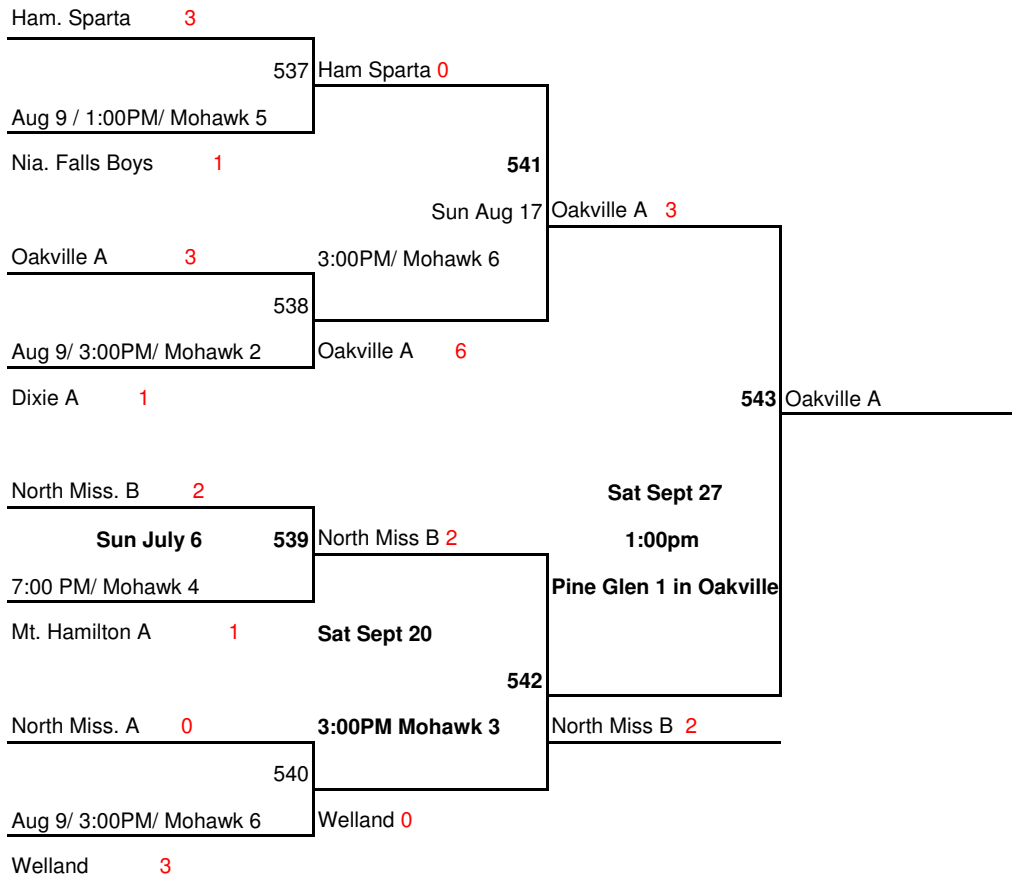 Ham. Sparta 3
537 Ham Sparta 0
Aug 9 / 1:00PM/ Mohawk 5
Nia. Falls Boys 1 541
Sun Aug 17 Oakville A 3
Oakville A 3 3:00PM/ Mohawk 6
538
Aug 9/ 3:00PM/ Mohawk 2 Oakville A 6
Dixie A 1 543 Oakville A
North Miss. B 2 Sat Sept 27
Sun July 6 539 North Miss B 2 1:00pm
7:00 PM/ Mohawk 4 Pine Glen 1 in Oakville
Mt. Hamilton A 1 Sat Sept 20
542
North Miss. A 0 3:00PM Mohawk 3 North Miss B 2
540
Aug 9/ 3:00PM/ Mohawk 6 Welland 0
Welland 3